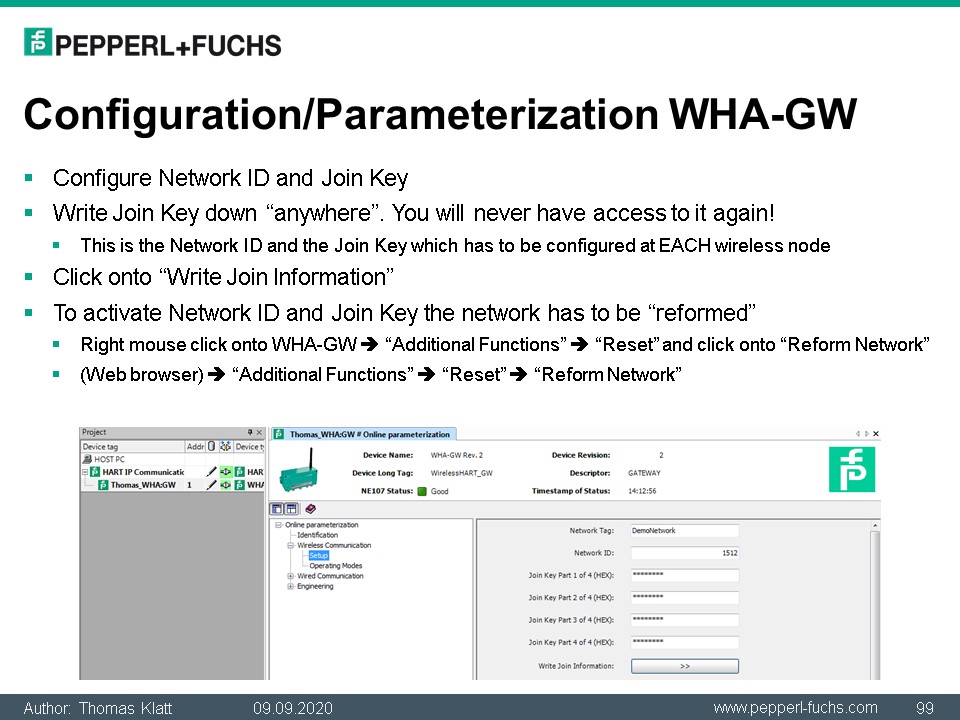 PEPPERL+FUCHS
Configuration/Parameterization WHA-GW
Configure Network ID and Join Key
Write Join Key down “anywhere”. You will never have access to it again!
This is the Network ID and the Join Key which has to be configured at EACH wireless node
Click onto “Write Join Information”
To activate Network ID and Join Key the network has to be “reformed”
Right mouse click onto WHA-GW ➔ “Additional Functions” ➔ “Reset” and click onto “Reform Network”
(Web browser) ➔ “Additional Functions” ➔ “Reset” ➔ “Reform Network”
Project
Device tag Addr Device ty
HOST PC
HART IP Communicatic HAR
Thomas_WHA:GW 1 WHA
Thomas_WHA:GW # Online parameterization
Device Name: WHA-GW Rev. 2 Device Revision: 2
Device Long Tag: WirelessHART_GW Descriptor: GATEWAY
NE107 Status: Good Timestamp of Status: 14:12:56
Online parameterization
Identification
Wireless Communication
Setup
Operating Modes
Wired Communication
Engineering
Network Tag: DemoNetwork
Network ID: 1512
Join Key Part 1 of 4 (HEX): ********
Join Key Part 2 of 4 (HEX): ********
Join Key Part 3 of 4 (HEX): ********
Join Key Part 4 of 4 (HEX): ********
Write Join Information: >>
Author: Thomas Klatt 09.09.2020 www.pepperl-fuchs.com 99